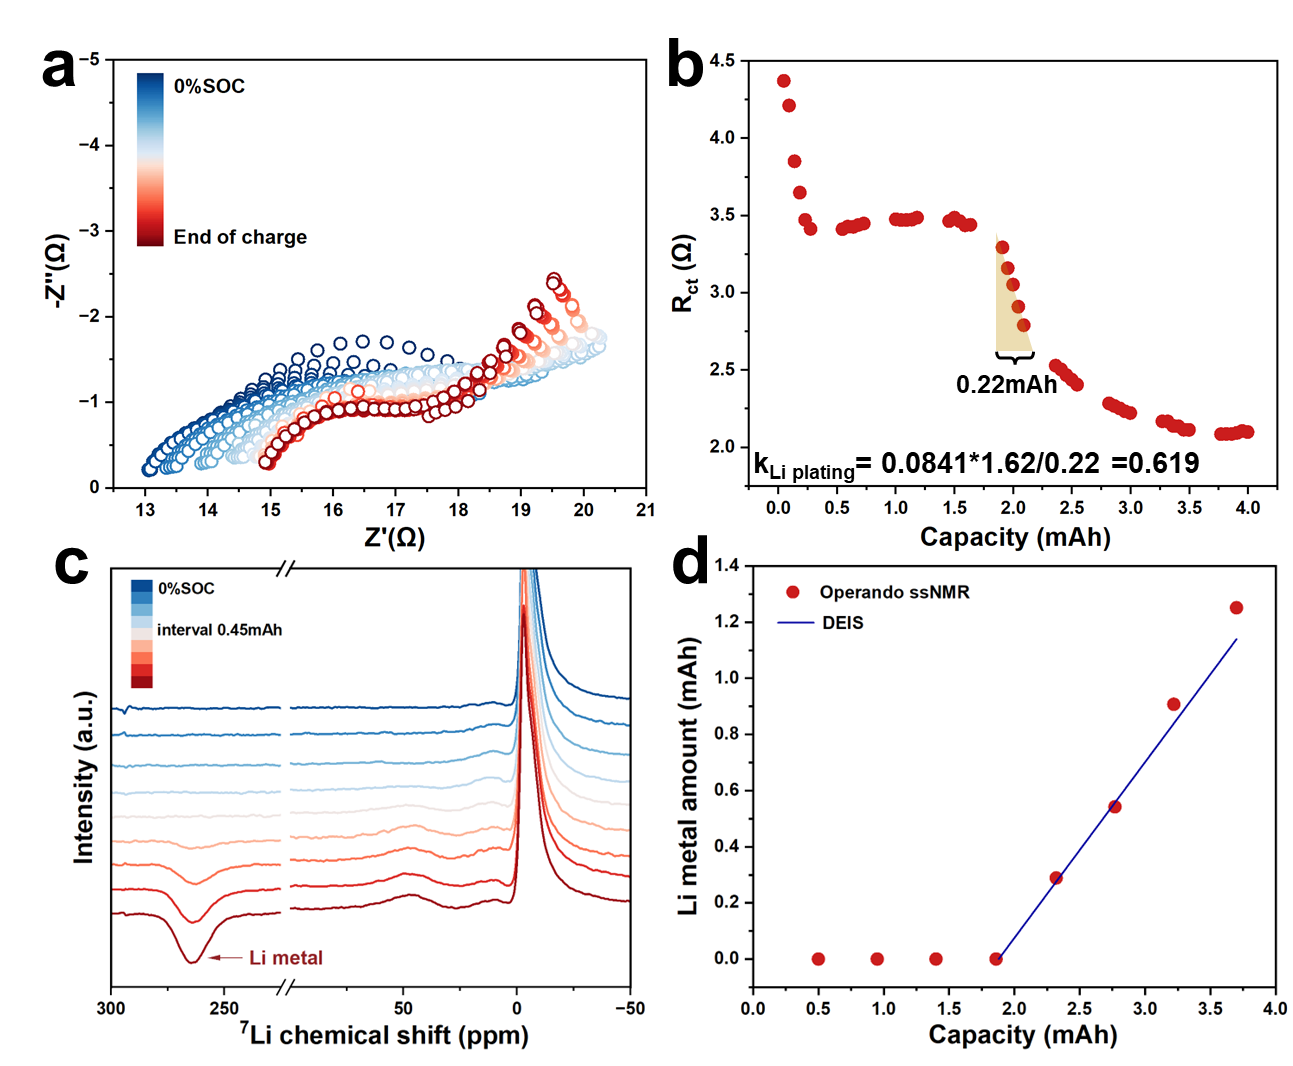 a
−5
−4
−3
−2
−1
0
-Z''(Ω)
0%SOC
End of charge
13 14 15 16 17 18 19 20 21
Z'(Ω)
b
4.5
4.0
3.5
3.0
2.5
2.0
Rct (Ω)
0.22mAh
kLi plating= 0.0841*1.62/0.22 =0.619
0.0 0.5 1.0 1.5 2.0 2.5 3.0 3.5 4.0
Capacity (mAh)
c
Intensity (a.u.)
0%SOC
interval 0.45mAh
Li metal
300 250 50 0 −50
7Li chemical shift (ppm)
d
1.4
1.2
1.0
0.8
0.6
0.4
0.2
0.0
Li metal amount (mAh)
Operando ssNMR
DEIS
0.0 0.5 1.0 1.5 2.0 2.5 3.0 3.5 4.0
Capacity (mAh)